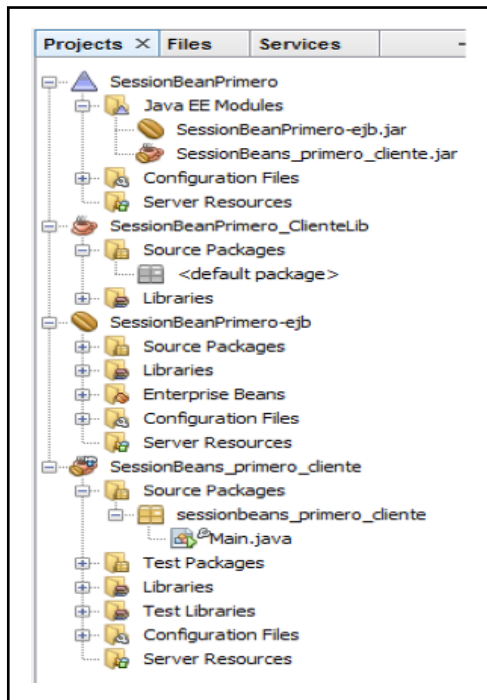 Projects × Files Services
SessionBeanPrimero
Java EE Modules
SessionBeanPrimero-ejb.jar
SessionBeans_primero_cliente.jar
Configuration Files
Server Resources
SessionBeanPrimero_ClienteLib
Source Packages
<default package>
Libraries
SessionBeanPrimero-ejb
Source Packages
Libraries
Enterprise Beans
Configuration Files
Server Resources
SessionBeans_primero_cliente
Source Packages
sessionbeans_primero_cliente
Main.java
Test Packages
Libraries
Test Libraries
Configuration Files
Server Resources